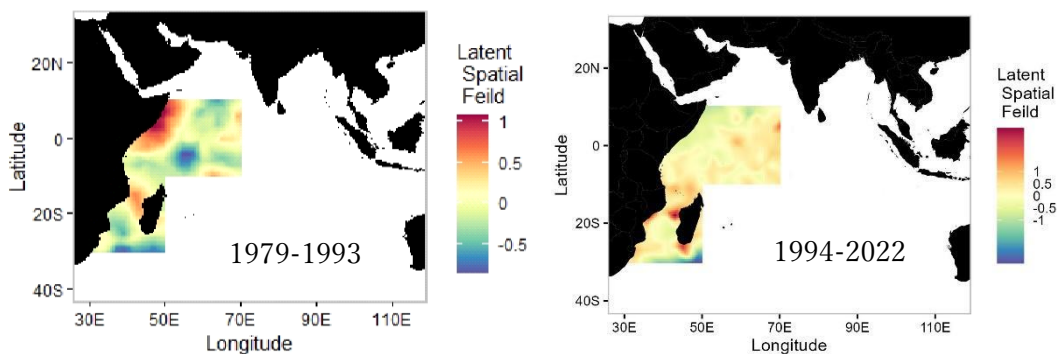 20N
0
20S
40S
Latitude
30E
50E
70E
90E
110E
Longitude
1979-1993
Latent
Spatial
Feild
1
0.5
0
-0.5
20N
0
20S
40S
Latitude
30E
50E
70E
90E
110E
Longitude
1994-2022
Latent
Spatial
Feild
1
0
-0.5
-1